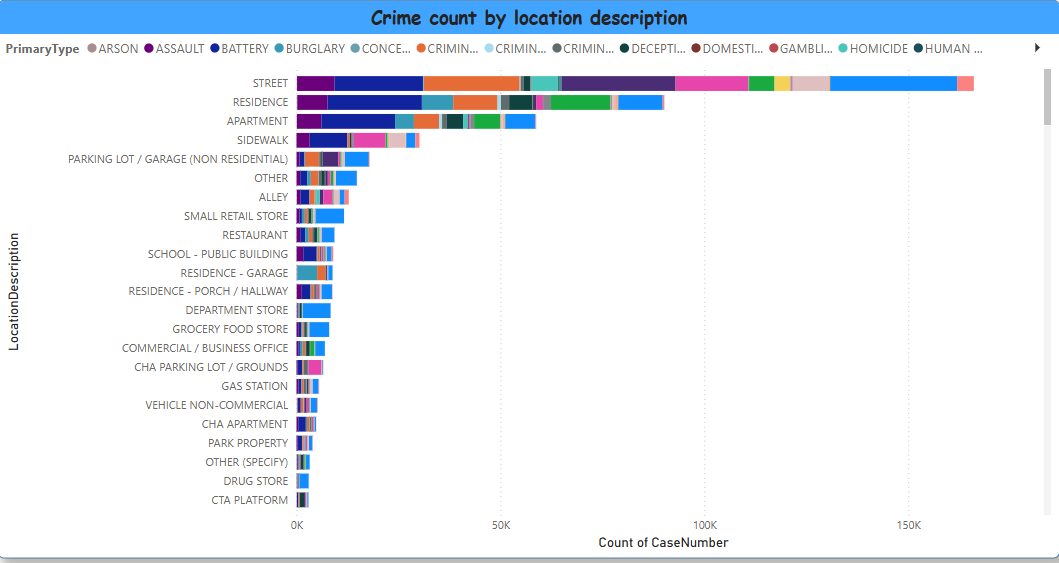 Crime count by location description
PrimaryType ARSON ASSAULT BATTERY BURGLARY CONCE... CRIMIN... CRIMIN... CRIMIN... DECEPTI... DOMESTI... GAMBLI... HOMICIDE HUMAN ...
LocationDescription
STREET
RESIDENCE
APARTMENT
SIDEWALK
PARKING LOT / GARAGE (NON RESIDENTIAL)
OTHER
ALLEY
SMALL RETAIL STORE
RESTAURANT
SCHOOL - PUBLIC BUILDING
RESIDENCE - GARAGE
RESIDENCE - PORCH / HALLWAY
DEPARTMENT STORE
GROCERY FOOD STORE
COMMERCIAL / BUSINESS OFFICE
CHA PARKING LOT / GROUNDS
GAS STATION
VEHICLE NON-COMMERCIAL
CHA APARTMENT
PARK PROPERTY
OTHER (SPECIFY)
DRUG STORE
CTA PLATFORM
0K 50K 100K 150K
Count of CaseNumber